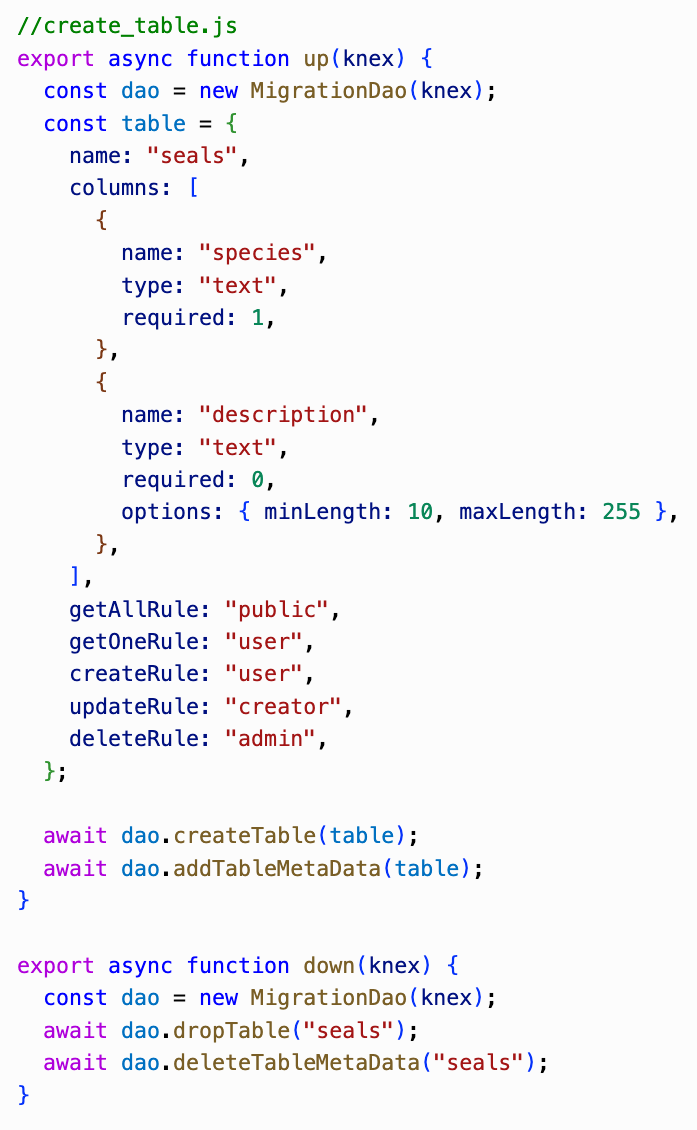 //create_table.js
export async function up(knex) {
  const dao = new MigrationDao(knex);
  const table = {
    name: "seals",
    columns: [
      {
        name: "species",
        type: "text",
        required: 1,
      },
      {
        name: "description",
        type: "text",
        required: 0,
        options: { minLength: 10, maxLength: 255 },
      },
    ],
    getAllRule: "public",
    getOneRule: "user",
    createRule: "user",
    updateRule: "creator",
    deleteRule: "admin",
  };

  await dao.createTable(table);
  await dao.addTableMetaData(table);
}

export async function down(knex) {
  const dao = new MigrationDao(knex);
  await dao.dropTable("seals");
  await dao.deleteTableMetaData("seals");
}